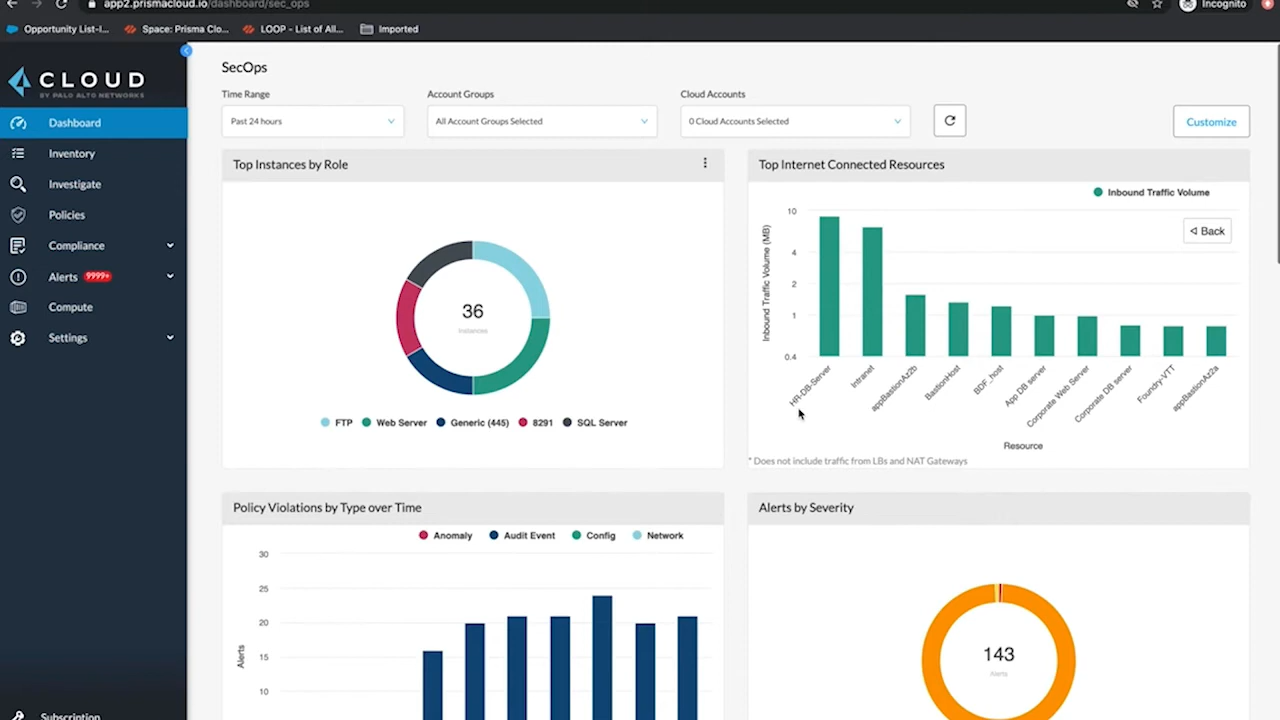 app2.prismacloud.io/dashboard/sec_ops
Incognito
Opportunity List-I...
Space: Prisma Clo...
LOOP - List of All...
Imported
CLOUD
BY PALO ALTO NETWORKS
Dashboard
Inventory
Investigate
Policies
Compliance
Alerts 9999+
Compute
Settings
Subscription
SecOps
Time Range
Account Groups
Cloud Accounts
Past 24 hours
All Account Groups Selected
0 Cloud Accounts Selected
Customize
Top Instances by Role
36
Instances
FTP
Web Server
Generic (445)
8291
SQL Server
Top Internet Connected Resources
Inbound Traffic Volume
Back
Inbound Traffic Volume (MB)
10
4
2
1
0.4
HR-DB-Server
Intranet
appBastionAz2b
BastionHost
BDF_host
App DB server
Corporate Web Server
Corporate DB server
Foundry-VTT
appBastionAz2a
Resource
* Does not include traffic from LBs and NAT Gateways
Policy Violations by Type over Time
Anomaly
Audit Event
Config
Network
Alerts
30
25
20
15
10
Alerts by Severity
143
Alerts